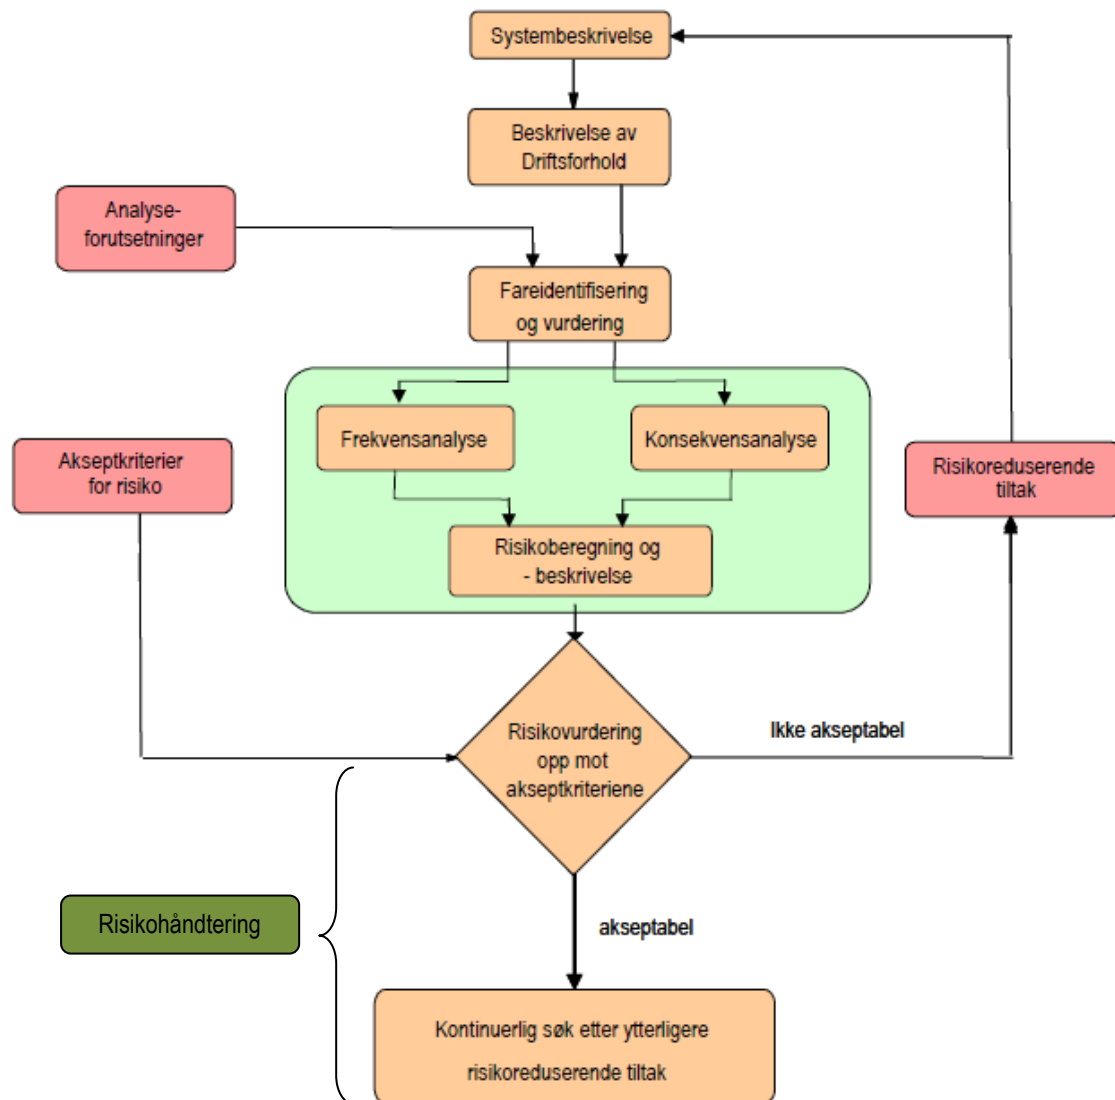 Systembeskrivelse
Beskrivelse av
Driftsforhold
Analyse-
forutsetninger
Fareidentifisering
og vurdering
Frekvensanalyse
Konsekvensanalyse
Akseptkriterier
for risiko
Risikoreduserende
tiltak
Risikoberegning og
- beskrivelse
Risikovurdering
opp mot
akseptkriteriene
Ikke akseptabel
Risikohåndtering
akseptabel
Kontinuerlig søk etter ytterligere
risikoreduserende tiltak